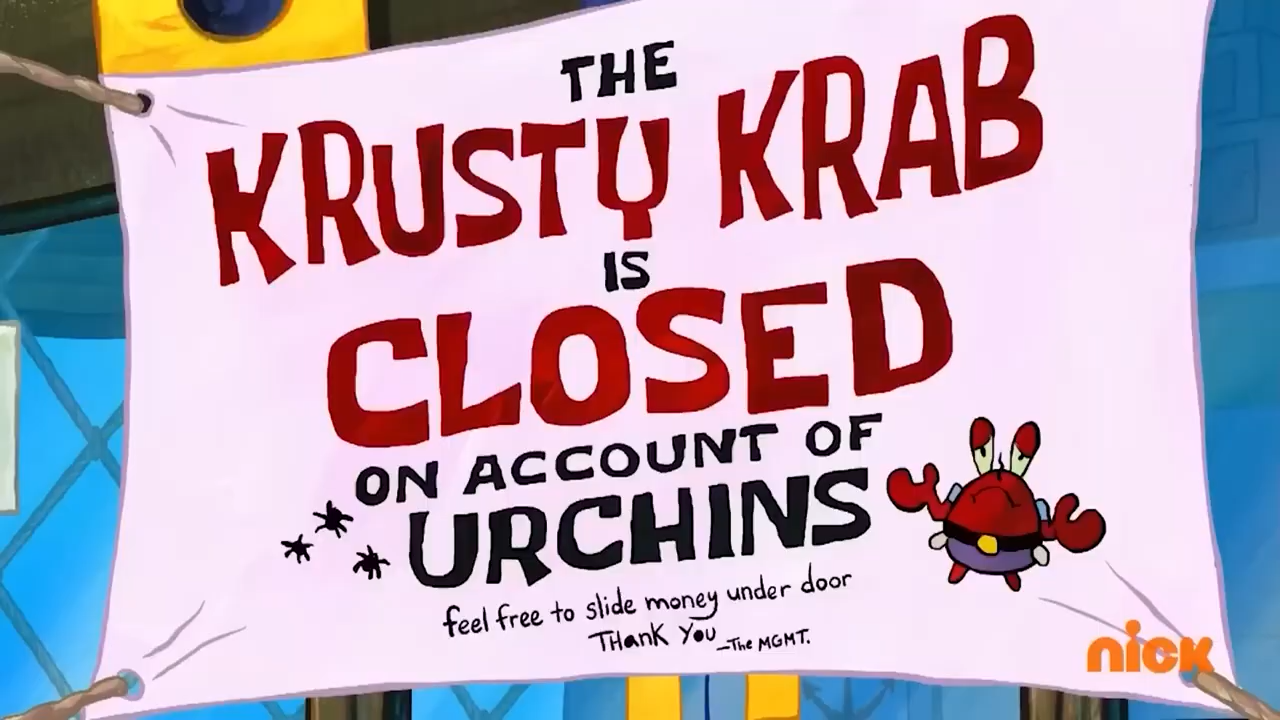 THE
KRUSTY KRAB
IS
CLOSED
ON ACCOUNT OF
URCHINS
feel free to slide money under door
THanK YoU _The MGMT.
nick